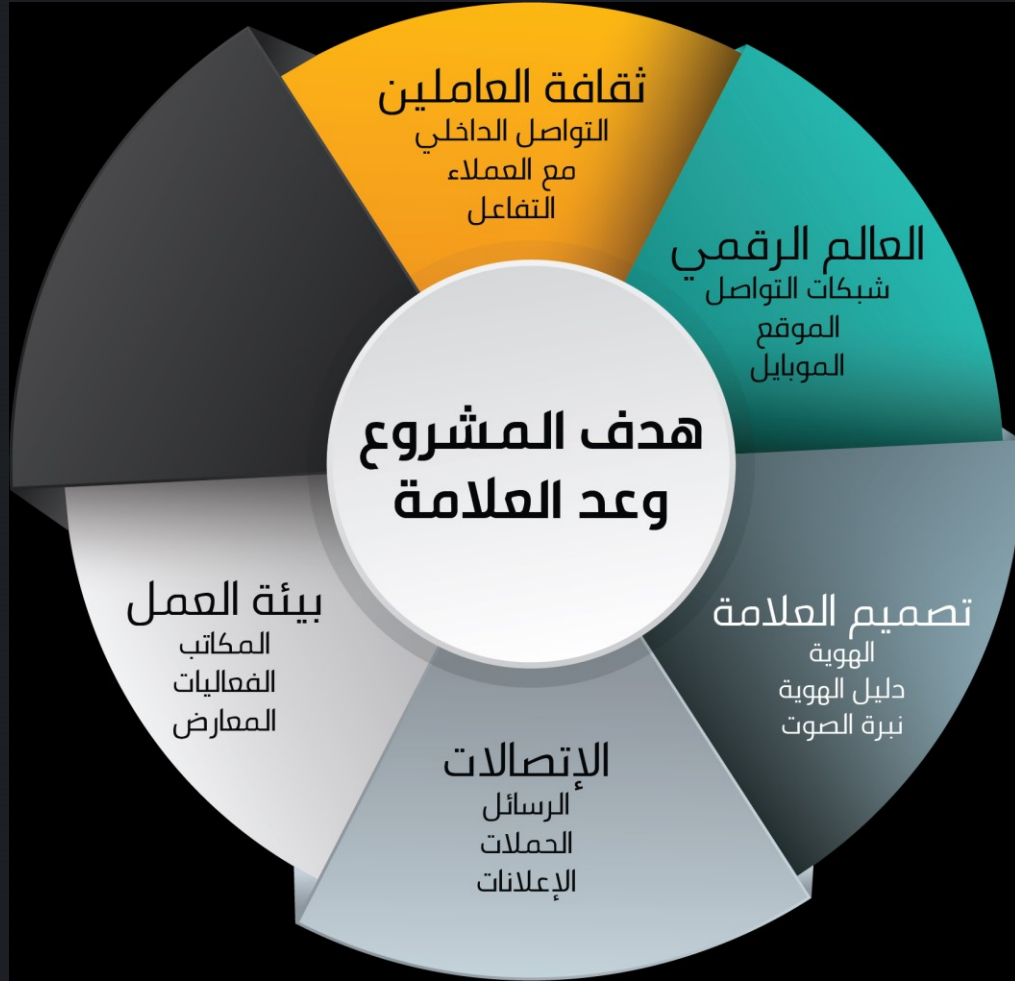 ثقافة العاملين
التواصل الداخلي
مع العملاء
التفاعل
العالم الرقمي
شبكات التواصل
الموقع
الموبايل
هدف المشروع
وعد العلامة
تصميم العلامة
الهوية
دليل الهوية
نبرة الصوت
الإتصالات
الرسائل
الحملات
الإعلانات
بيئة العمل
المكاتب
الفعاليات
المعارض